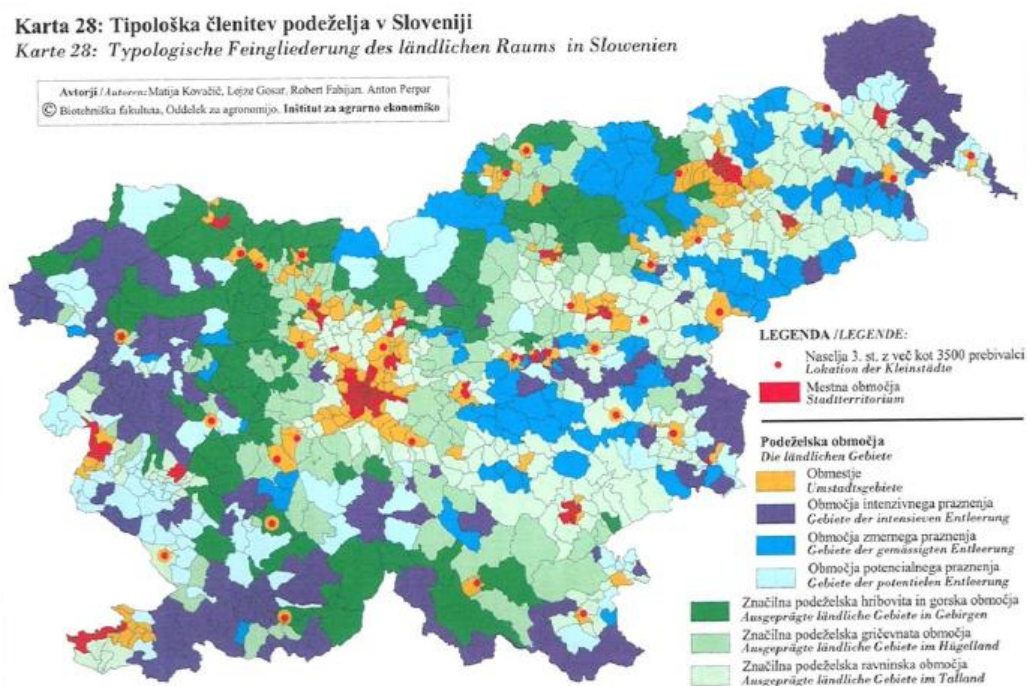 Karta 28: Tipološka členitev podeželja v Sloveniji
Karte 28: Typologische Feingliederung des ländlichen Raums in Slowenien
Avtorji / Autoren: Matija Kovačič, Lojze Gosar, Robert Fabijan, Anton Perpar
© Biotehniška fakulteta, Oddelek za agronomijo, Inštitut za agrarno ekonomiko
LEGENDA /LEGENDE:
Naselja 3. st. z več kot 3500 prebivalci
Lokation der Kleinstädte
Mestna območja
Stadtterritorium
Podeželska območja
Die ländlichen Gebiete
Obmestje
Umstadtsgebiete
Območja intenzivnega praznenja
Gebiete der intensieven Entleerung
Območja zmernega praznenja
Gebiete der gemässigten Entleerung
Območja potencialnega praznenja
Gebiete der potentielen Entleerung
Značilna podeželska hribovita in gorska območja
Ausgeprägte ländliche Gebiete in Gebirgen
Značilna podeželska gričevnata območja
Ausgeprägte ländliche Gebiete im Hügelland
Značilna podeželska ravninska območja
Ausgeprägte ländliche Gebiete im Talland